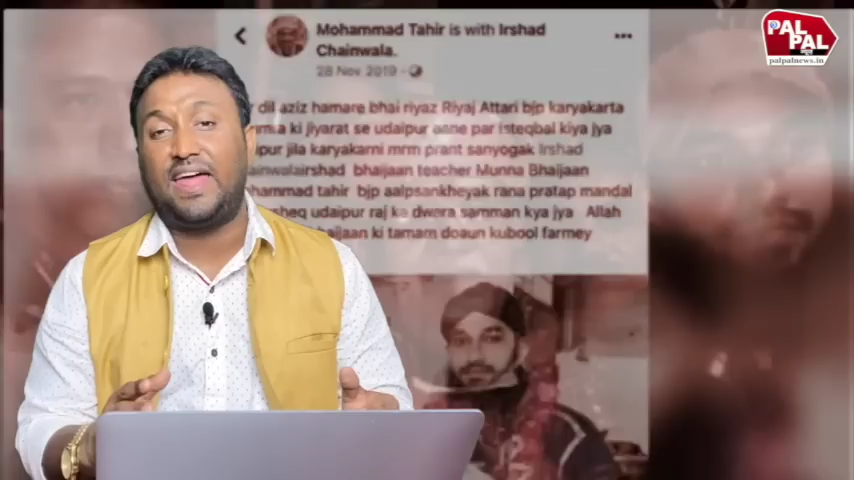 Mohammad Tahir is with Irshad
Chainwala.
28 Nov 2019
dil aziz hamare bhai riyaz Riyaj Attari bjp karyakarta
ki jiyarat se udaipur aane par isteqbal kiya jya
jila karyakarni mrm prant sanyogak Irshad
bhaijaan teacher Munna Bhaijaan
tahir bjp aalpsankheyak rana pratap mandal
udaipur raj ka dwera samman kya jya Allah
bhaijaan ki tamam doaun kubool farmey
PAL
PAL
palpalnews.in